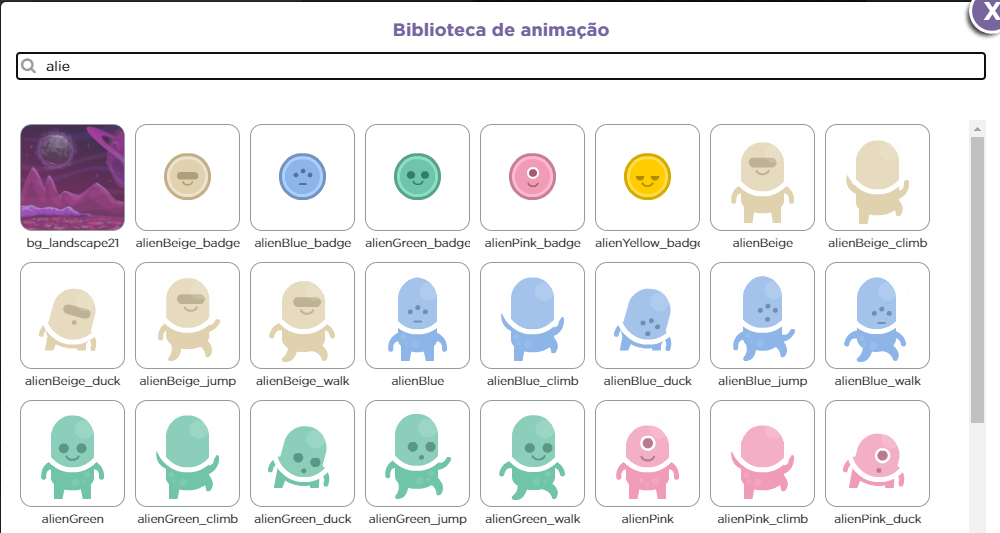 X
Biblioteca de animação
alie
bg_landscape21 alienBeige_badge alienBlue_badge alienGreen_badge alienPink_badge alienYellow_badge alienBeige alienBeige_climb
alienBeige_duck alienBeige_jump alienBeige_walk alienBlue alienBlue_climb alienBlue_duck alienBlue_jump alienBlue_walk
alienGreen alienGreen_climb alienGreen_duck alienGreen_jump alienGreen_walk alienPink alienPink_climb alienPink_duck